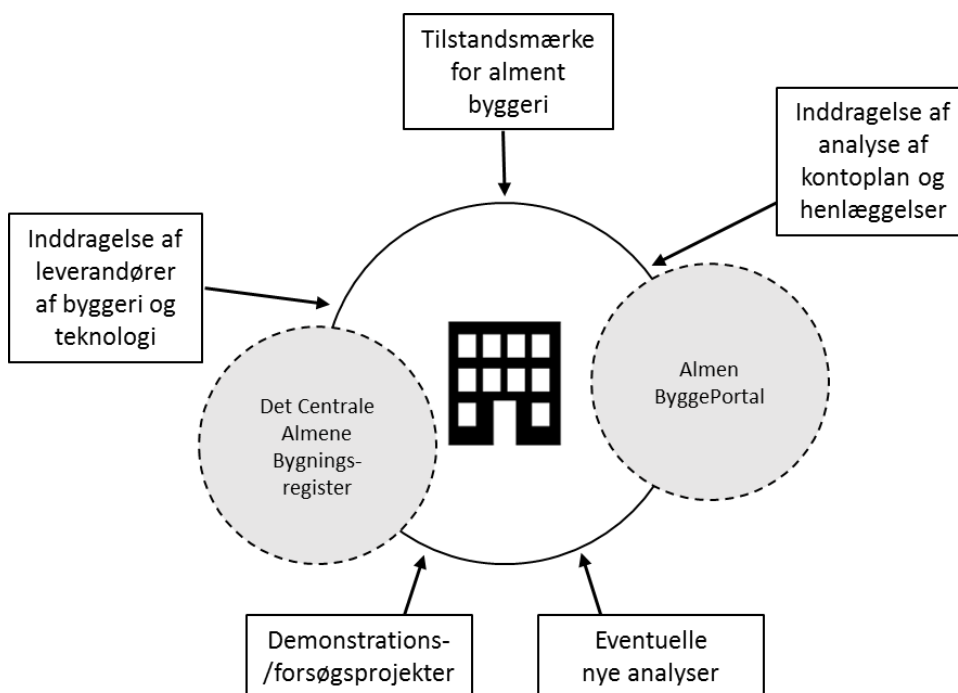 Tilstandsmærke
for alment
byggeri
Inddragelse af
analyse af
kontoplan og
henlæggelser
Inddragelse af
leverandører
af byggeri og
teknologi
Almen
ByggePortal
Det Centrale
Almene
Bygnings-
register
Demonstrations-
/forsøgsprojekter
Eventuelle
nye analyser